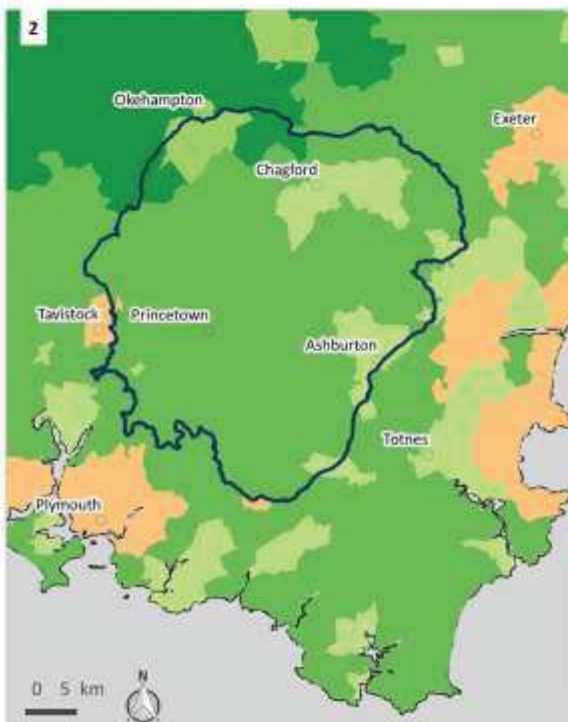 2
Okehampton
Exeter
Chagford
Tavistock
Princetown
Ashburton
Totnes
Plymouth
0 5 km
N